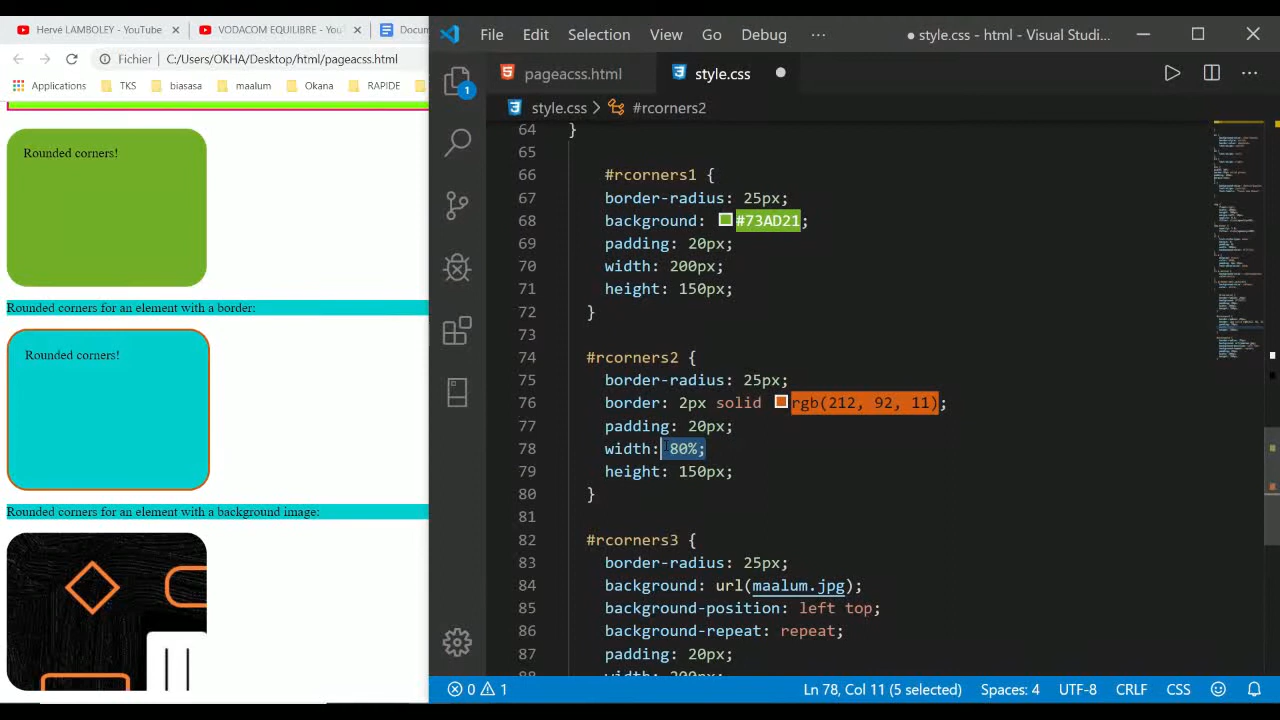 Hervé LAMBOLEY - YouTube
VODACOM EQUILIBRE - You
Docum
Fichier
C:/Users/OKHA/Desktop/html/pageacss.html
Applications
TKS
biasasa
maalum
Okana
RAPIDE
Rounded corners!
Rounded corners for an element with a border:
Rounded corners!
Rounded corners for an element with a background image:
File Edit Selection View Go Debug ···
● style.css - html - Visual Studi...
1
pageacss.html
style.css
style.css > #rcorners2
64 }
65
66 #rcorners1 {
67 border-radius: 25px;
68 background: #73AD21;
69 padding: 20px;
70 width: 200px;
71 height: 150px;
72 }
73
74 #rcorners2 {
75 border-radius: 25px;
76 border: 2px solid rgb(212, 92, 11);
77 padding: 20px;
78 width: 80%;
79 height: 150px;
80 }
81
82 #rcorners3 {
83 border-radius: 25px;
84 background: url(maalum.jpg);
85 background-position: left top;
86 background-repeat: repeat;
87 padding: 20px;
88 width: 200px;
0 1
Ln 78, Col 11 (5 selected)
Spaces: 4
UTF-8
CRLF
CSS